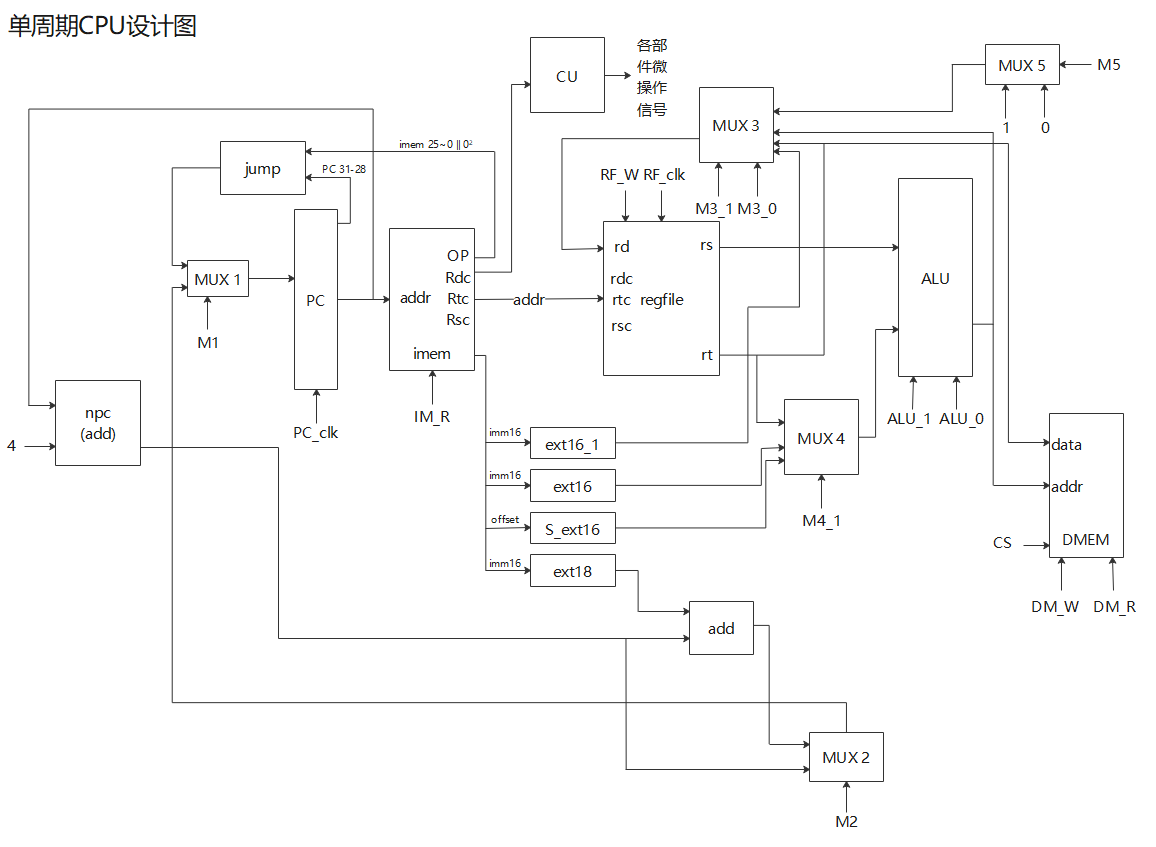 单周期CPU设计图
CU
各部
件微
操作
信号
MUX 5
M5
1
0
MUX 3
M3_1
M3_0
imem 25~0 || 0²
jump
PC 31-28
RF_W
RF_clk
MUX 1
M1
PC
PC_clk
addr
OP
Rdc
Rtc
Rsc
imem
IM_R
addr
rd
rs
rdc
rtc
regfile
rsc
rt
ALU
ALU_1
ALU_0
npc
(add)
4
imm16
ext16_1
imm16
ext16
offset
S_ext16
imm16
ext18
MUX 4
M4_1
data
addr
CS
DMEM
DM_W
DM_R
add
MUX 2
M2